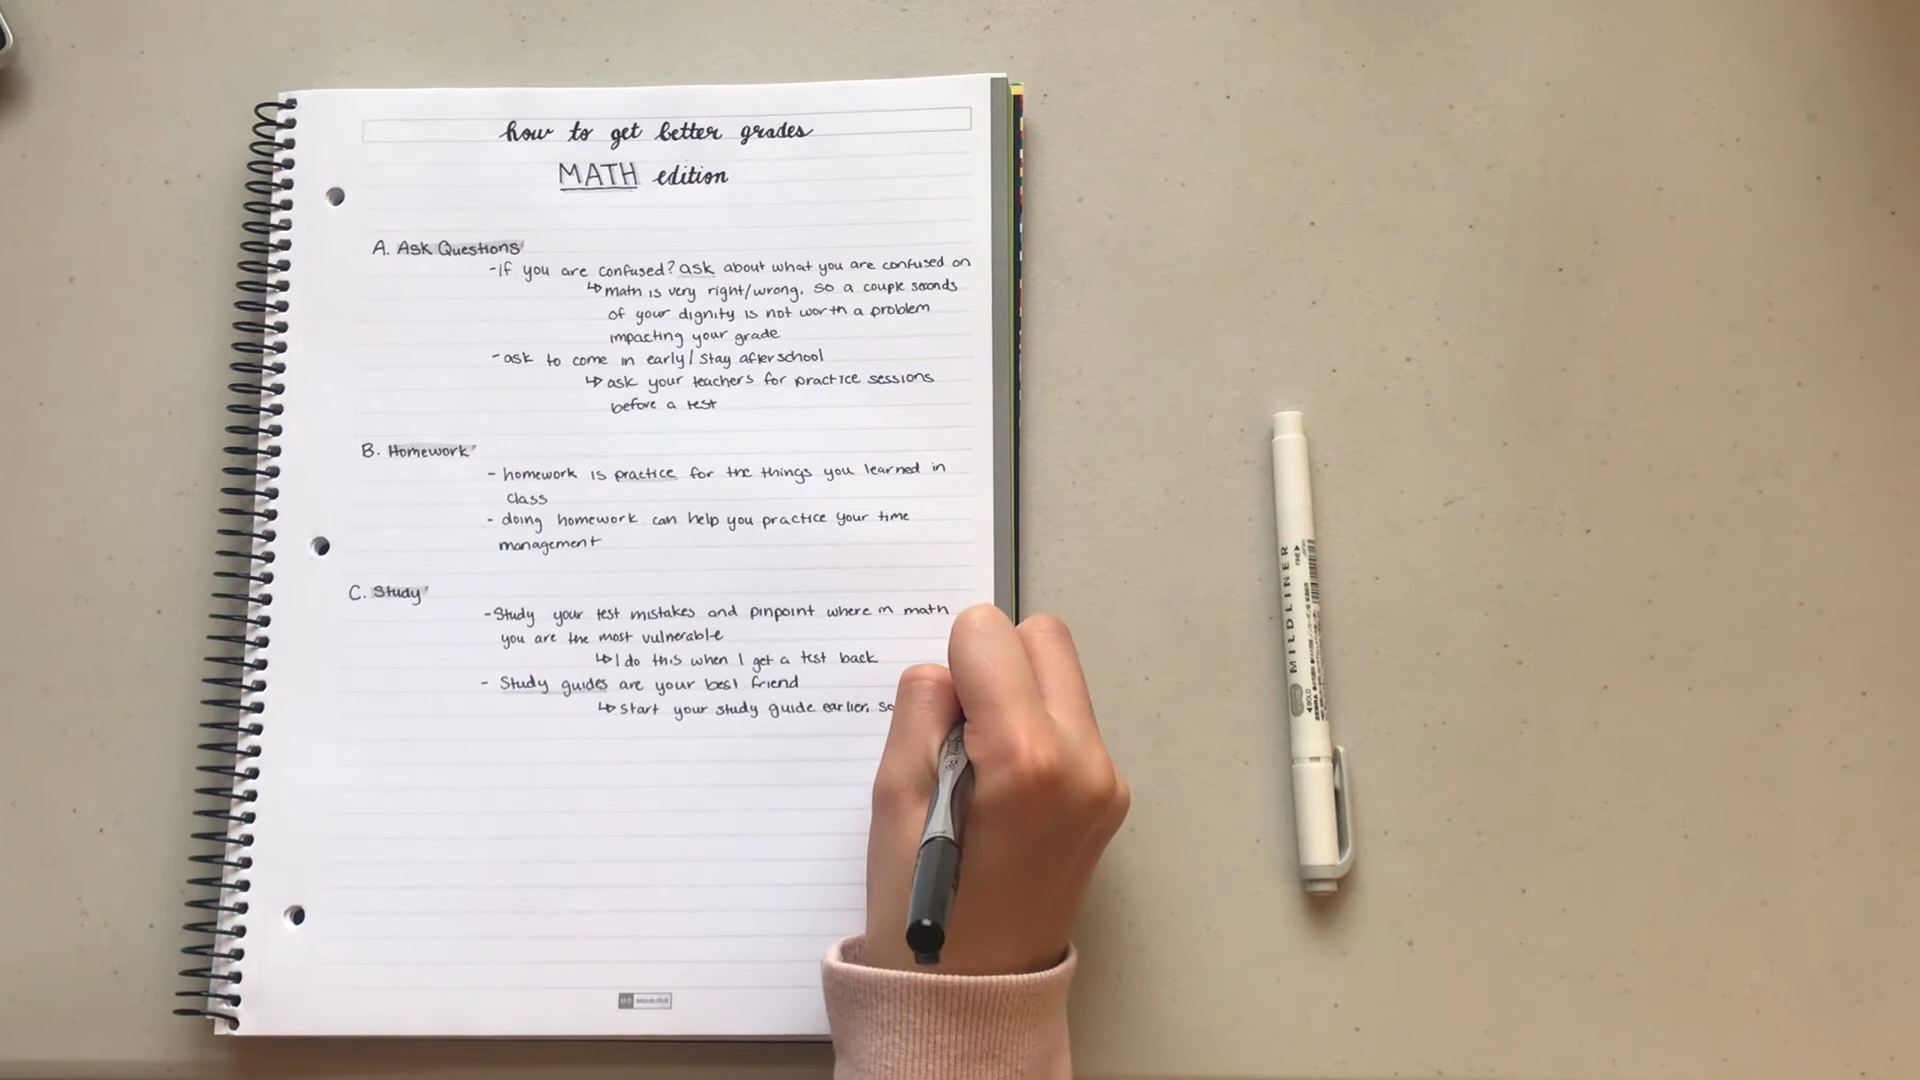 how to get better grades
MATH edition
A. Ask Questions
-if you are confused? ask about what you are confused on
↳ math is very right/wrong. so a couple seconds
of your dignity is not worth a problem
impacting your grade
- ask to come in early/stay afterschool
↳ ask your teachers for practice sessions
before a test
B. Homework
- homework is practice for the things you learned in
class
- doing homework can help you practice your time
management
C. Study
-Study your test mistakes and pinpoint where in math
you are the most vulnerable
↳ I do this when I get a test back
- Study guides are your best friend
↳ start your study guide earlier, so
MILDLINER
FINE▶
◀BOLD